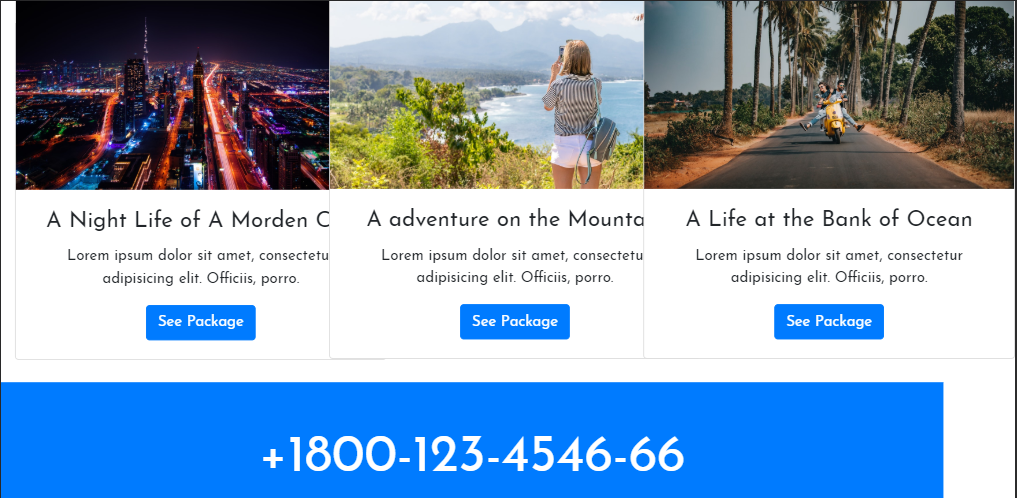 A Night Life of A Morden C
Lorem ipsum dolor sit amet, consectetu
adipisicing elit. Officiis, porro.
See Package
A adventure on the Mounta
Lorem ipsum dolor sit amet, consectetu
adipisicing elit. Officiis, porro.
See Package
A Life at the Bank of Ocean
Lorem ipsum dolor sit amet, consectetur
adipisicing elit. Officiis, porro.
See Package
+1800-123-4546-66